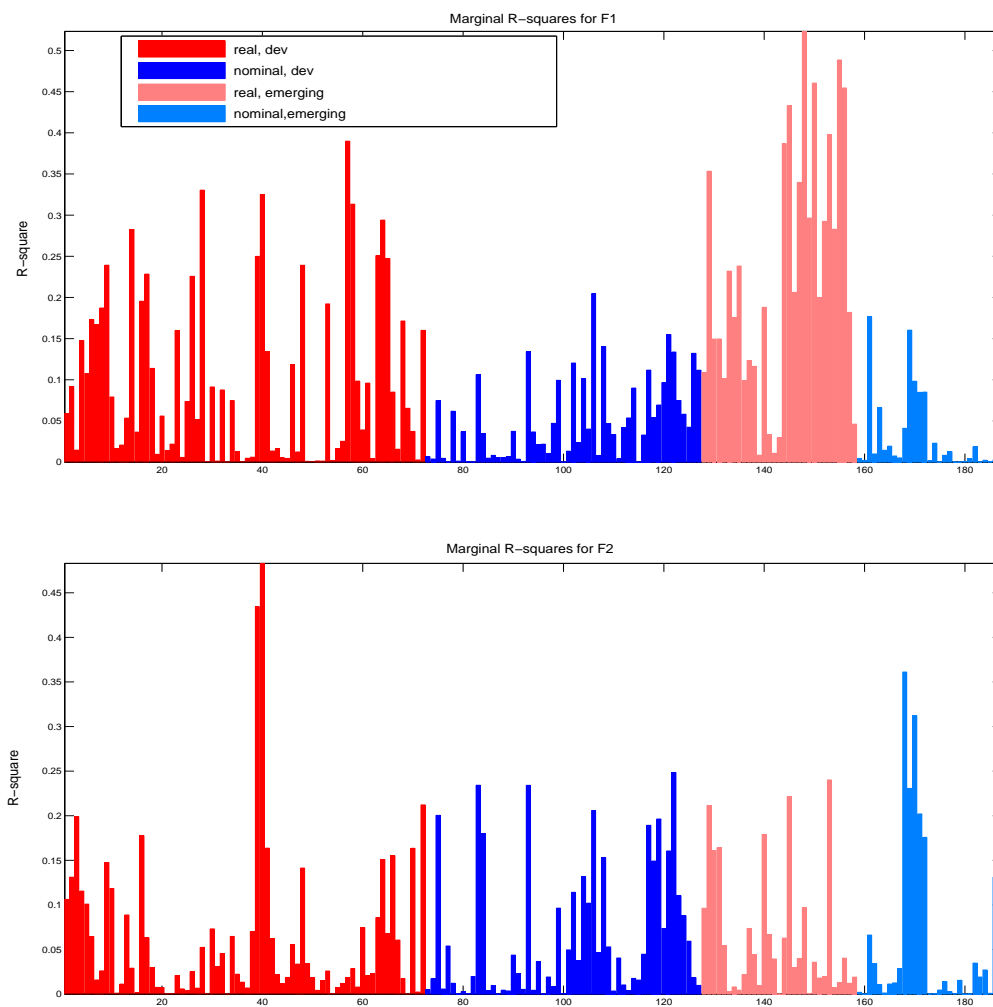 Marginal R−squares for F1
0.5
0.45
0.4
0.35
0.3
0.25
0.2
0.15
0.1
0.05
0
R−square
real, dev
nominal, dev
real, emerging
nominal,emerging
20 40 60 80 100 120 140 160 180
Marginal R−squares for F2
0.45
0.4
0.35
0.3
0.25
0.2
0.15
0.1
0.05
0
R−square
20 40 60 80 100 120 140 160 180